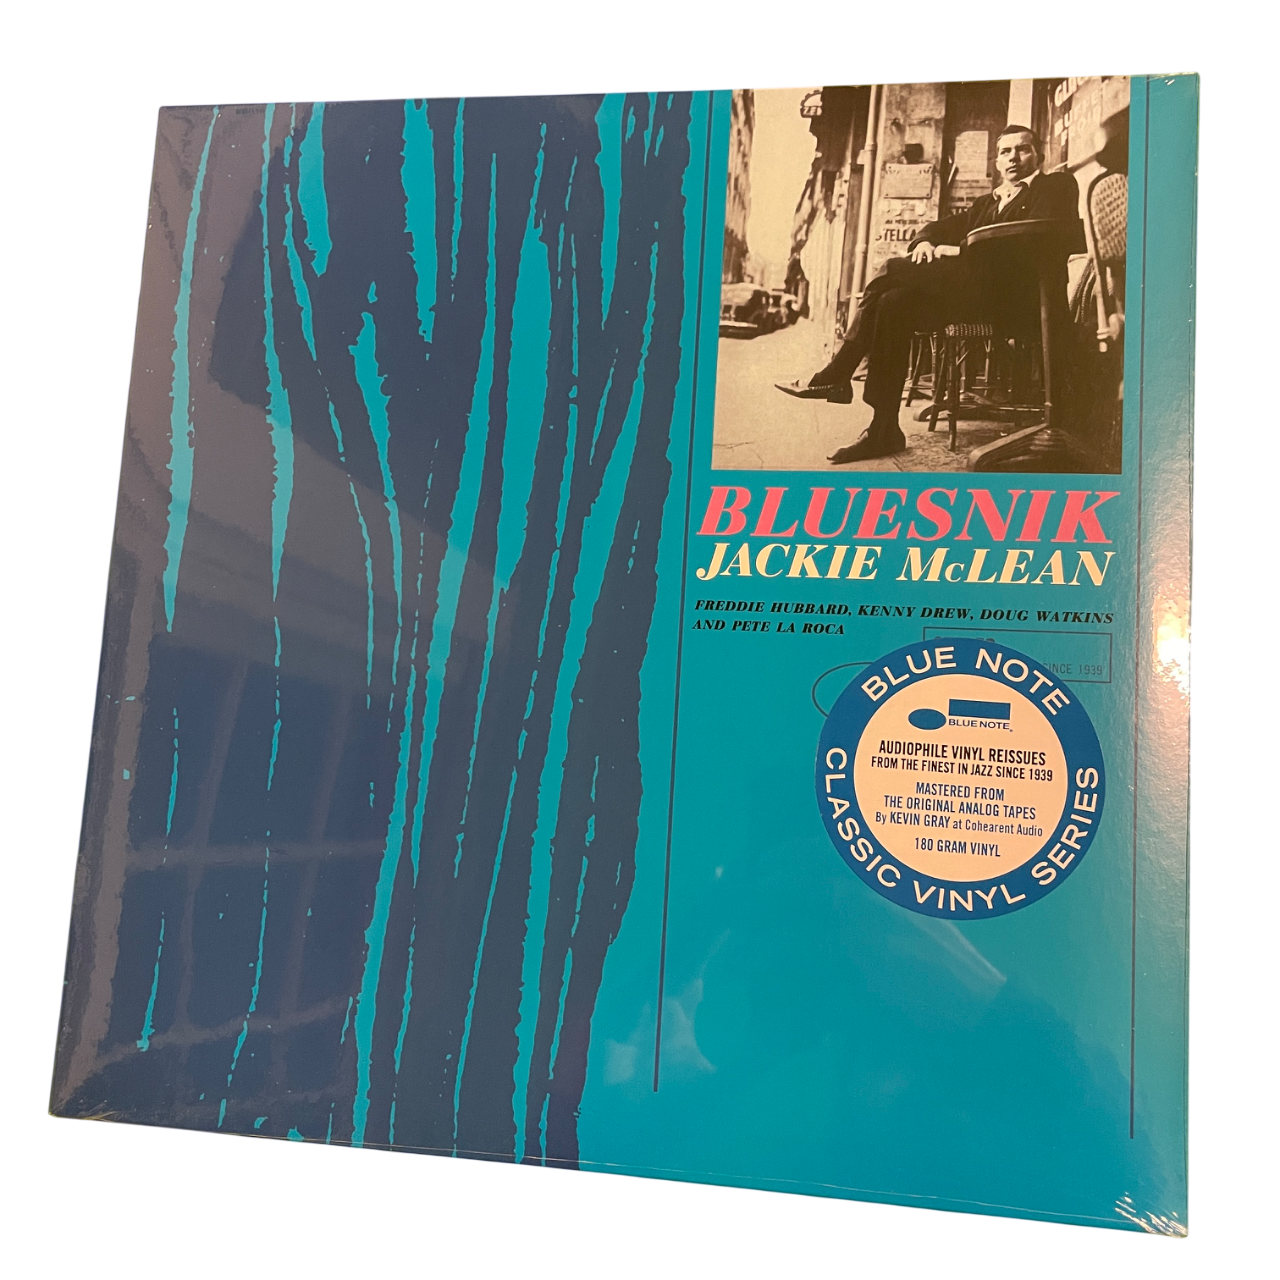 STELLA
BLUESNIK
JACKIE McLEAN
FREDDIE HUBBARD, KENNY DREW, DOUG WATKINS
AND PETE LA ROCA
SINCE 1939
BLUE NOTE
BLUE NOTE
AUDIOPHILE VINYL REISSUES
FROM THE FINEST IN JAZZ SINCE 1939
MASTERED FROM
THE ORIGINAL ANALOG TAPES
By KEVIN GRAY at Cohearent Audio
180 GRAM VINYL
CLASSIC VINYL SERIES